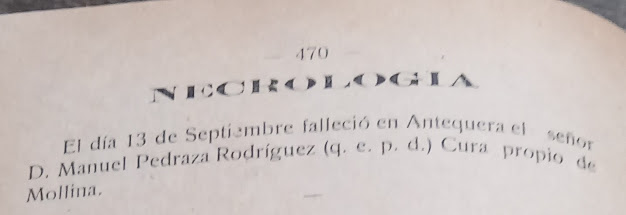 — 470 —
NECROLOGIA
El día 13 de Septiembre falleció en Antequera el señor
D. Manuel Pedraza Rodríguez (q. e. p. d.) Cura propio de
Mollina.
—